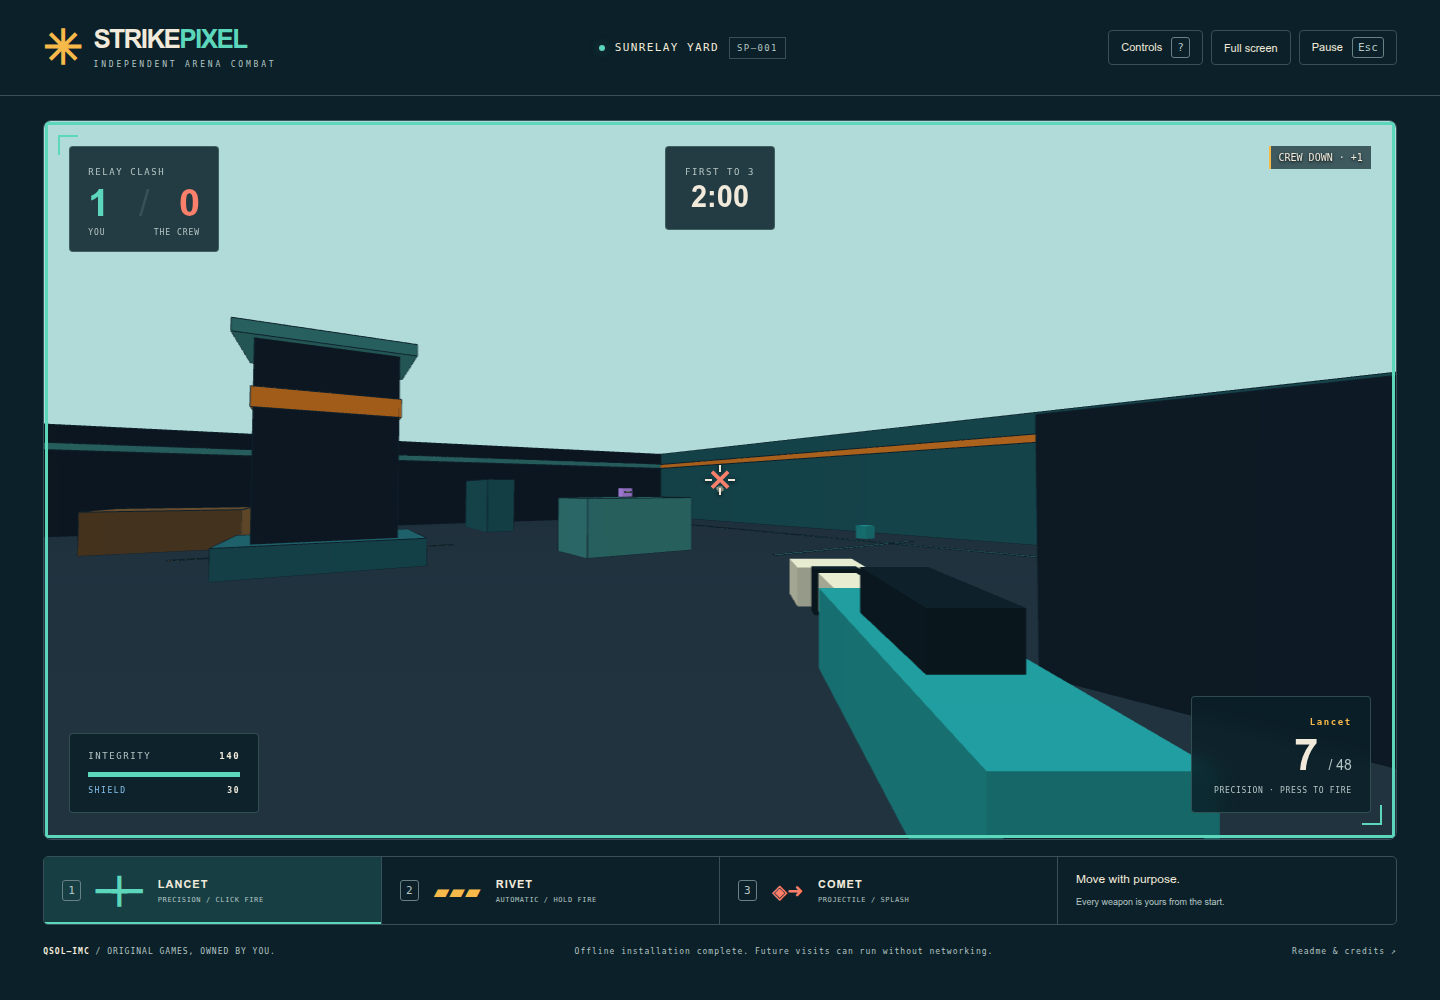 STRIKEPIXEL
INDEPENDENT ARENA COMBAT
SUNRELAY YARD SP—001
Controls ?
Full screen
Pause Esc
RELAY CLASH
1 / 0
YOU THE CREW
FIRST TO 3
2:00
CREW DOWN · +1
INTEGRITY 140
SHIELD 30
Lancet
7 / 48
PRECISION · PRESS TO FIRE
1 LANCET
PRECISION / CLICK FIRE
2 RIVET
AUTOMATIC / HOLD FIRE
3 COMET
PROJECTILE / SPLASH
Move with purpose.
Every weapon is yours from the start.
QSOL—IMC / ORIGINAL GAMES, OWNED BY YOU.
Offline installation complete. Future visits can run without networking.
Readme & credits ↗